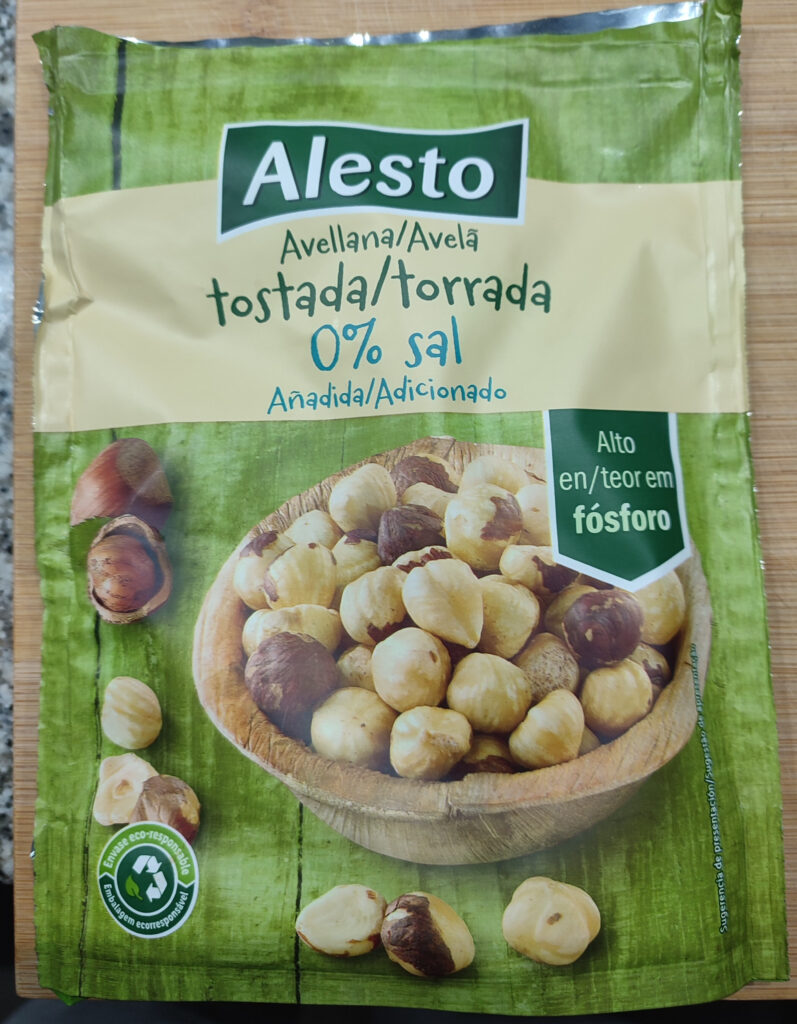 Alesto
Avellana/Avelã
tostada/torrada
0% sal
Añadida/Adicionado
Alto
en/teor em
fósforo
Sugerencia de presentación/Sugestão de apresentação
Envase eco-responsable
Embalagem ecorresponsável